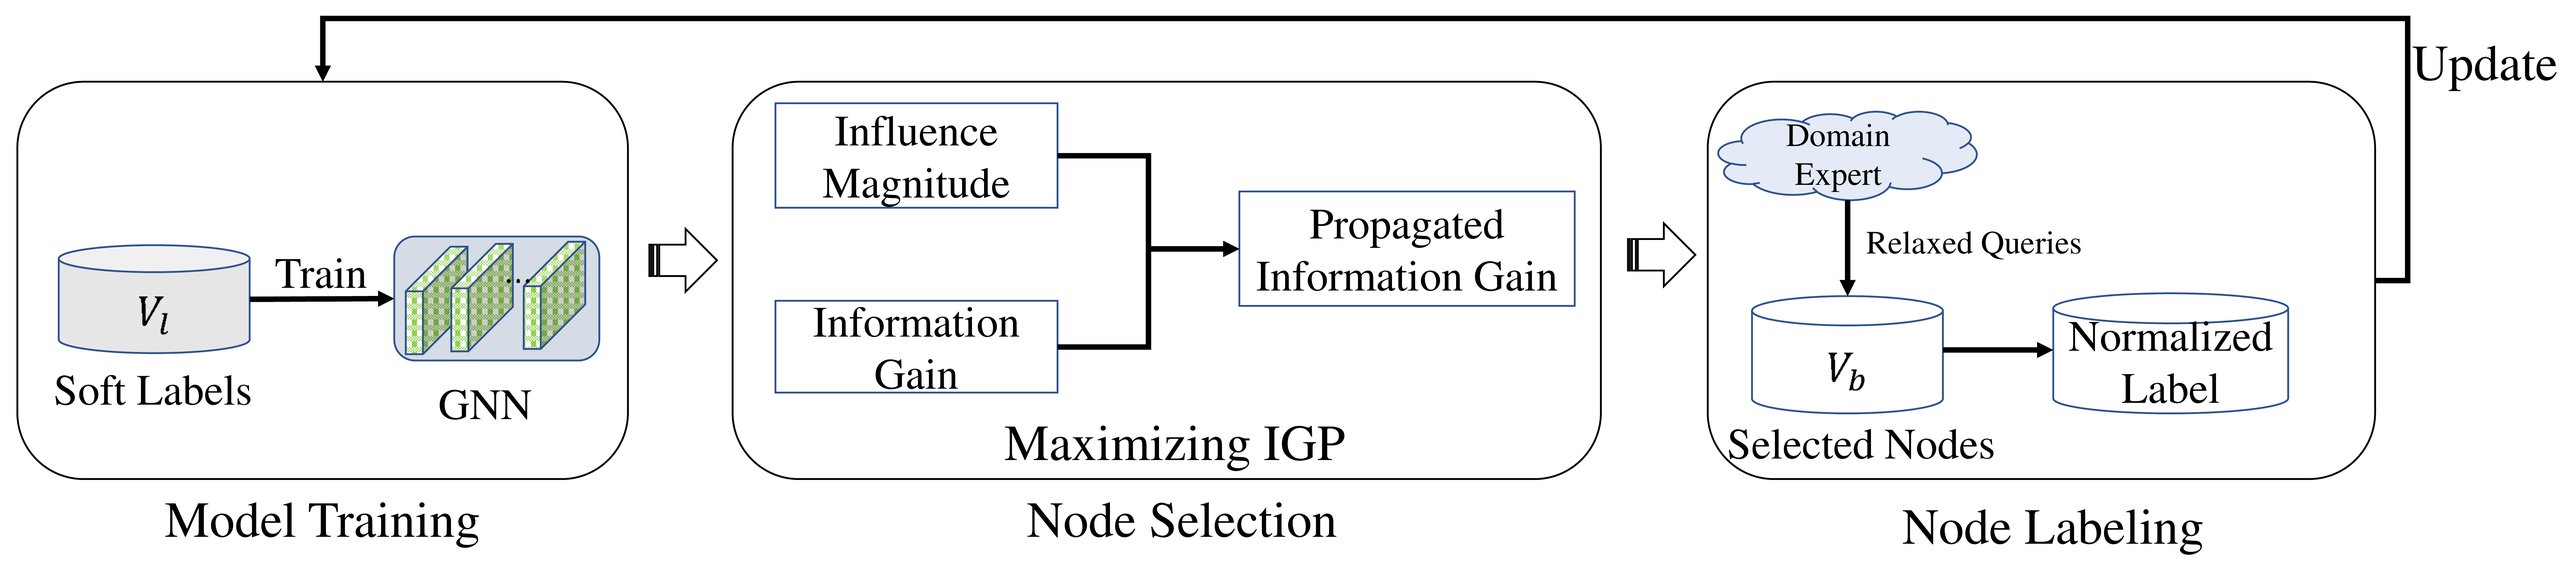 Update
V_l
Train
...
Soft Labels
GNN
Model Training
Influence
Magnitude
Information
Gain
Propagated
Information Gain
Maximizing IGP
Node Selection
Domain
Expert
Relaxed Queries
V_b
Normalized
Label
Selected Nodes
Node Labeling